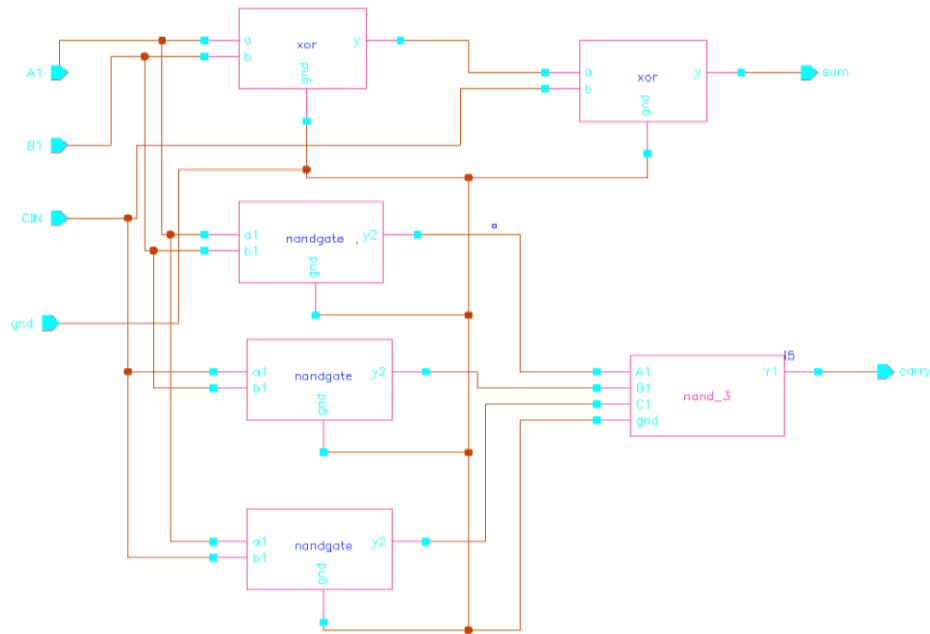 A1
B1
CIN
gnd
a
b
xor
y
gnd
a
b
xor
y
gnd
sum
a1
b1
nandgate
y2
gnd
a1
b1
nandgate
y2
gnd
a1
b1
nandgate
y2
gnd
A1
B1
C1
gnd
nand_3
Y1
carry